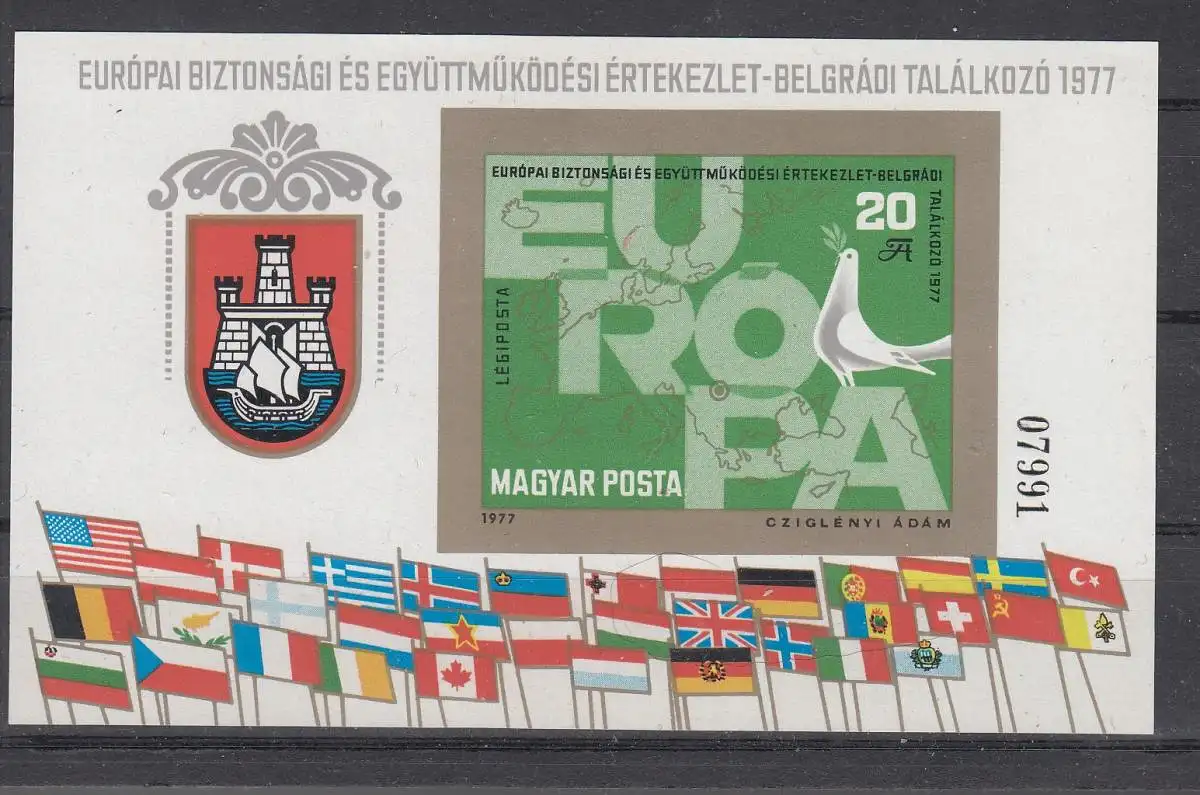 EURÓPAI BIZTONSÁGI ÉS EGYÜTTMŰKÖDÉSI ÉRTEKEZLET-BELGRÁDI TALÁLKOZÓ 1977
EURÓPAI BIZTONSÁGI ÉS EGYÜTTMŰKÖDÉSI ÉRTEKEZLET-BELGRÁDI
TALÁLKOZÓ 1977
20
Ft
EU
RÓ
PA
LÉGIPOSTA
MAGYAR POSTA
1977
CZIGLÉNYI ÁDÁM
07991